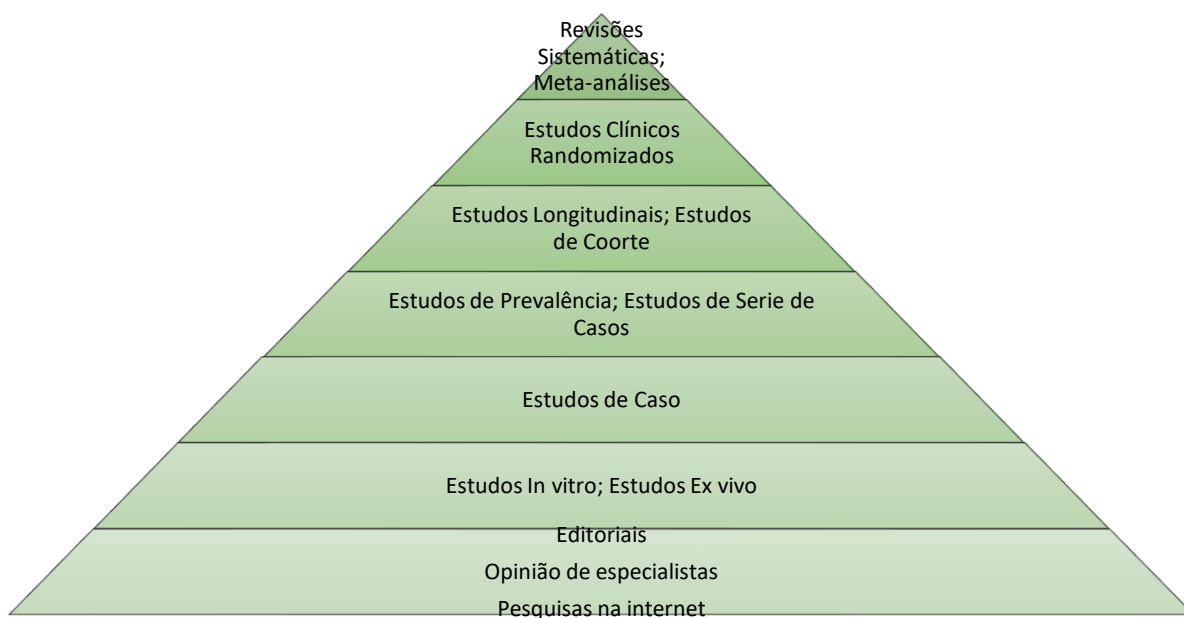 Revisões
Sistemáticas;
Meta-análises
Estudos Clínicos
Randomizados
Estudos Longitudinais; Estudos
de Coorte
Estudos de Prevalência; Estudos de Serie de
Casos
Estudos de Caso
Estudos In vitro; Estudos Ex vivo
Editoriais
Opinião de especialistas
Pesquisas na internet